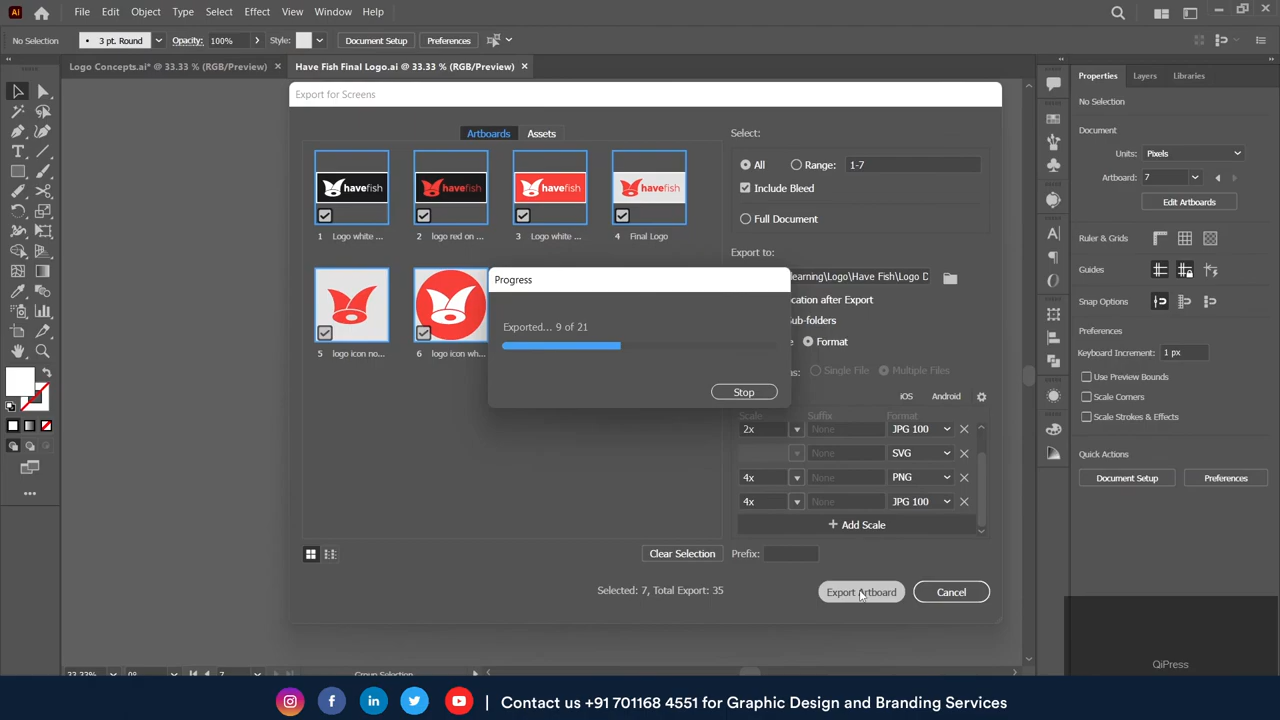 Ai File Edit Object Type Select Effect View Window Help
No Selection 3 pt. Round Opacity: 100% Style: Document Setup Preferences
Logo Concepts.ai* @ 33.33 % (RGB/Preview) Have Fish Final Logo.ai @ 33.33 % (RGB/Preview)
Export for Screens
Artboards Assets
havefish havefish havefish havefish
1 Logo white ... 2 logo red on ... 3 Logo white ... 4 Final Logo
5 logo icon no... 6 logo icon wh...
Clear Selection
Select:
All Range: 1-7
Include Bleed
Full Document
Export to:
learning\Logo\Have Fish\Logo D
cation after Export
ub-folders
Format
Single File Multiple Files
iOS Android
Scale Suffix Format
2x None JPG 100
SVG
4x None PNG
4x None JPG 100
+ Add Scale
Prefix:
Selected: 7, Total Export: 35
Export Artboard Cancel
Progress
Exported... 9 of 21
Stop
Properties Layers Libraries
No Selection
Document
Units: Pixels
Artboard: 7
Edit Artboards
Ruler & Grids
Guides
Snap Options
Preferences
Keyboard Increment: 1 px
Use Preview Bounds
Scale Corners
Scale Strokes & Effects
Quick Actions
Document Setup Preferences
QiPress
33.33% 0° 7 Group Selection
Contact us +91 701168 4551 for Graphic Design and Branding Services